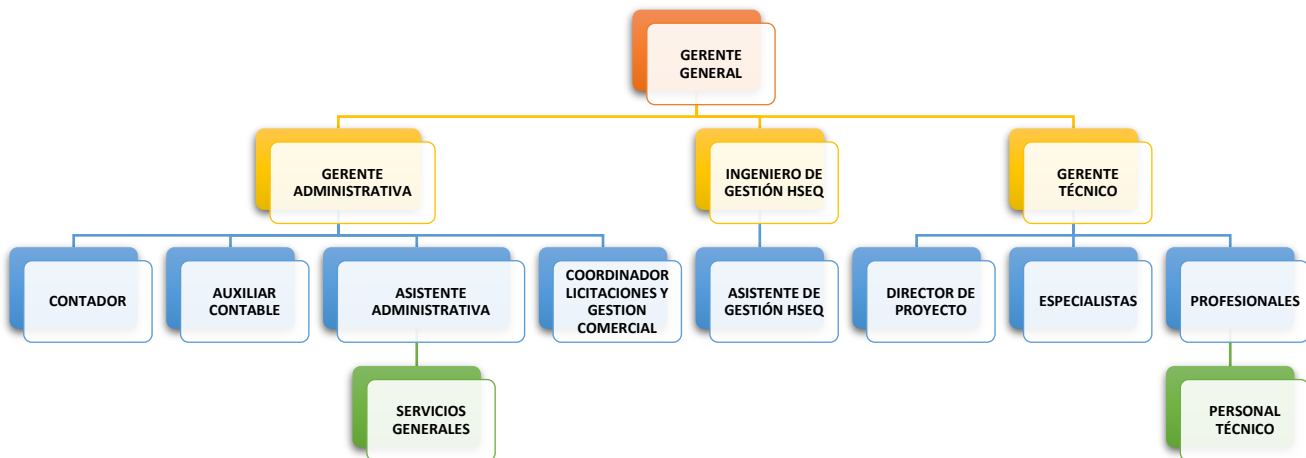 GERENTE
GENERAL
GERENTE
ADMINISTRATIVA
INGENIERO DE
GESTIÓN HSEQ
GERENTE
TÉCNICO
CONTADOR
AUXILIAR
CONTABLE
ASISTENTE
ADMINISTRATIVA
COORDINADOR
LICITACIONES Y
GESTION
COMERCIAL
ASISTENTE DE
GESTIÓN HSEQ
DIRECTOR DE
PROYECTO
ESPECIALISTAS
PROFESIONALES
SERVICIOS
GENERALES
PERSONAL
TÉCNICO